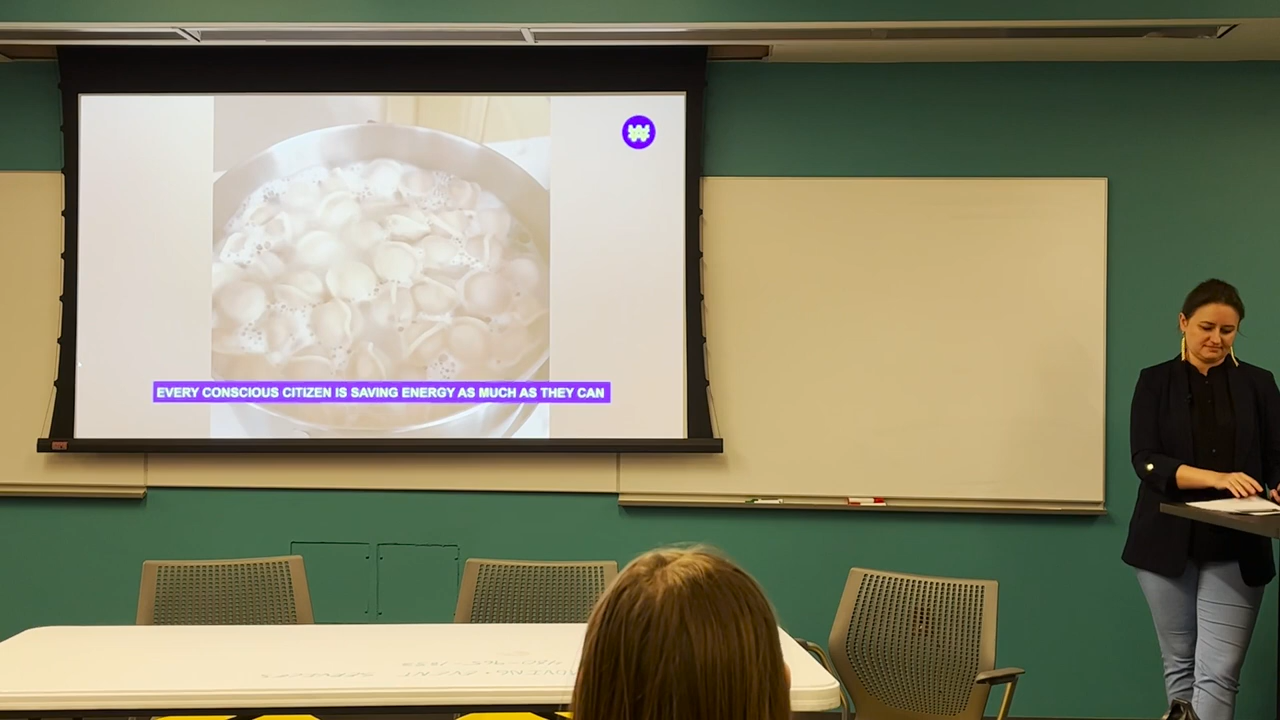 EVERY CONSCIOUS CITIZEN IS SAVING ENERGY AS MUCH AS THEY CAN